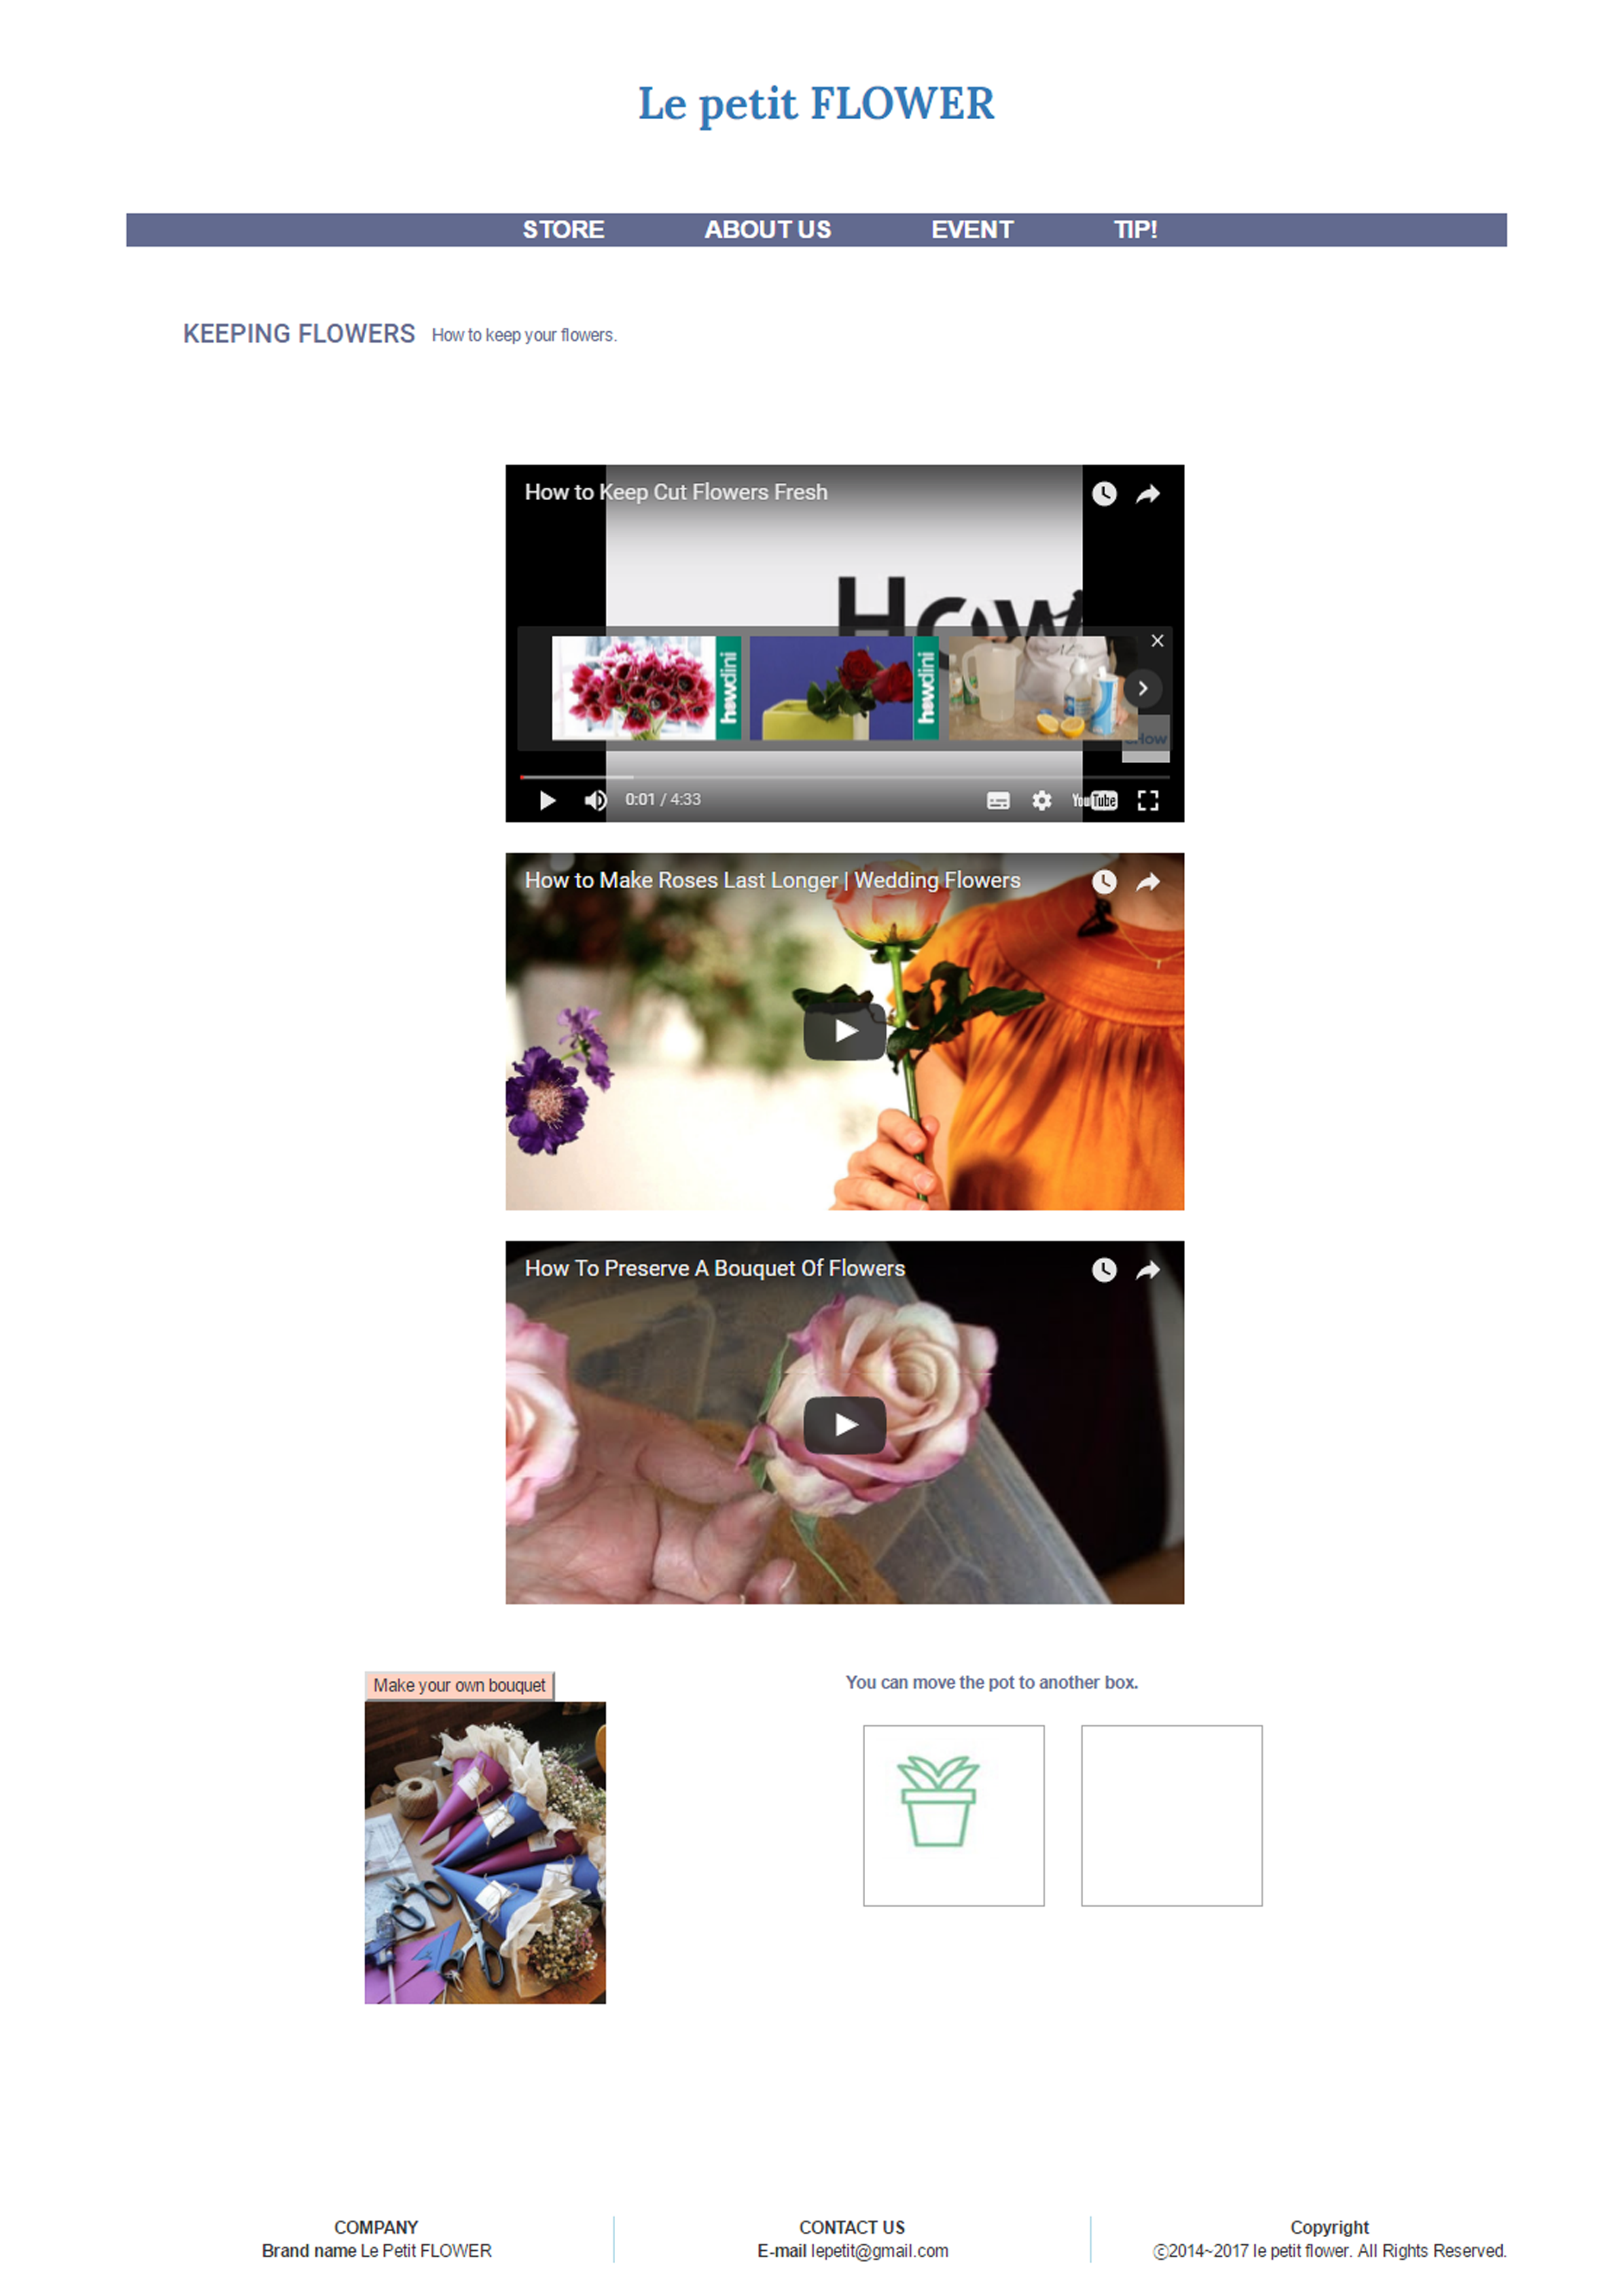 Le petit FLOWER
STORE ABOUT US EVENT TIP!
KEEPING FLOWERS How to keep your flowers.
How to Keep Cut Flowers Fresh
How
howdini howdini
eHow
0:01 / 4:33 YouTube
How to Make Roses Last Longer | Wedding Flowers
How To Preserve A Bouquet Of Flowers
Make your own bouquet
You can move the pot to another box.
COMPANY
Brand name Le Petit FLOWER
CONTACT US
E-mail lepetit@gmail.com
Copyright
ⓒ2014~2017 le petit flower. All Rights Reserved.